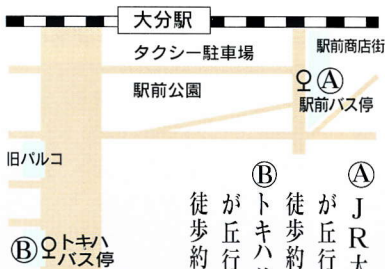 大分駅
タクシー駐車場
駅前商店街
Ⓐ
駅前公園
駅前バス停
旧パルコ
Ⓑ
トキハ
バス停
Ⓐ JR大
が丘行
徒歩約
Ⓑ トキハ
が丘行
徒歩約